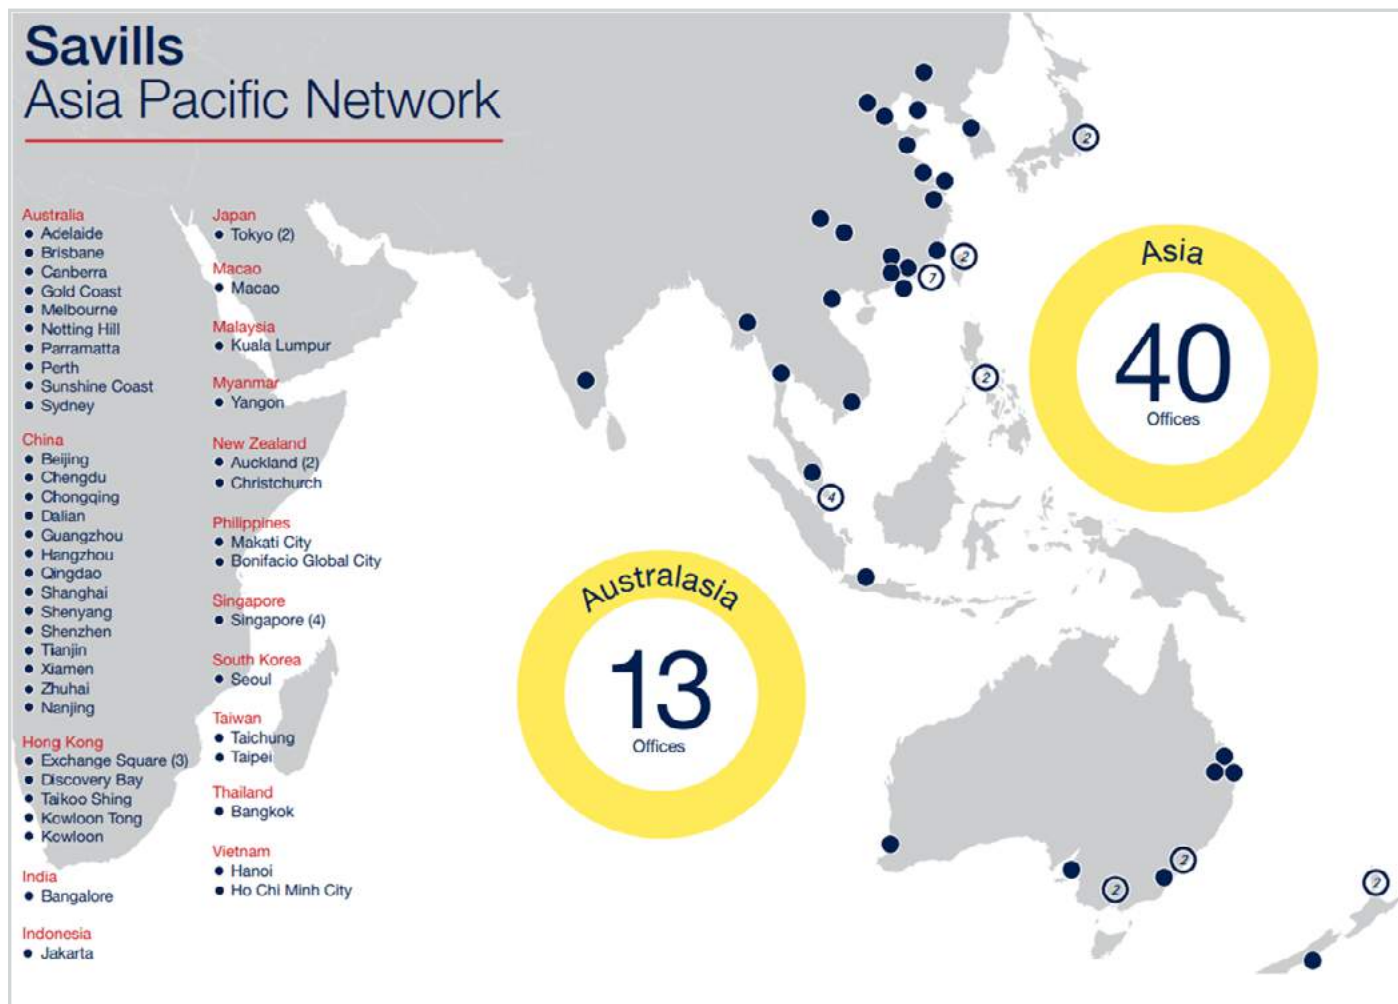 Savills
Asia Pacific Network
Australia
Adelaide
Brisbane
Canberra
Gold Coast
Melbourne
Notting Hill
Parramatta
Perth
Sunshine Coast
Sydney
China
Beijing
Chengdu
Chongqing
Dalian
Guangzhou
Hangzhou
Qingdao
Shanghai
Shenyang
Shenzhen
Tianjin
Xiamen
Zhuhai
Nanjing
Hong Kong
Exchange Square (3)
Discovery Bay
Taikoo Shing
Kowloon Tong
Kowloon
India
Bangalore
Indonesia
Jakarta
Japan
Tokyo (2)
Macao
Macao
Malaysia
Kuala Lumpur
Myanmar
Yangon
New Zealand
Auckland (2)
Christchurch
Philippines
Makati City
Bonifacio Global City
Singapore
Singapore (4)
South Korea
Seoul
Taiwan
Taichung
Taipei
Thailand
Bangkok
Vietnam
Hanoi
Ho Chi Minh City
2
2
7
2
4
Asia
40
Offices
Australasia
13
Offices
2
2
2